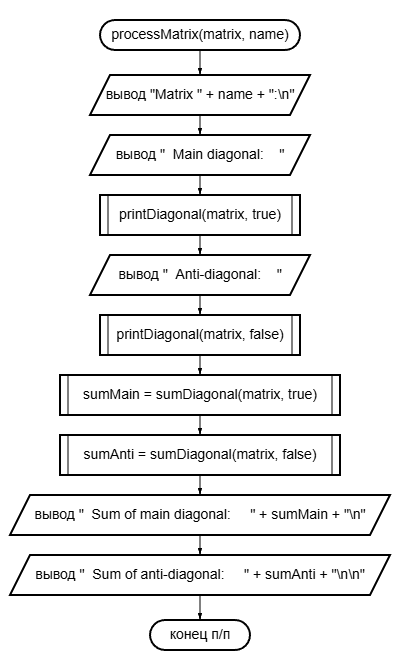 processMatrix(matrix, name)
вывод "Matrix " + name + ":\n"
вывод "  Main diagonal:    "
printDiagonal(matrix, true)
вывод "  Anti-diagonal:    "
printDiagonal(matrix, false)
sumMain = sumDiagonal(matrix, true)
sumAnti = sumDiagonal(matrix, false)
вывод "  Sum of main diagonal:     " + sumMain + "\n"
вывод "  Sum of anti-diagonal:     " + sumAnti + "\n\n"
конец п/п